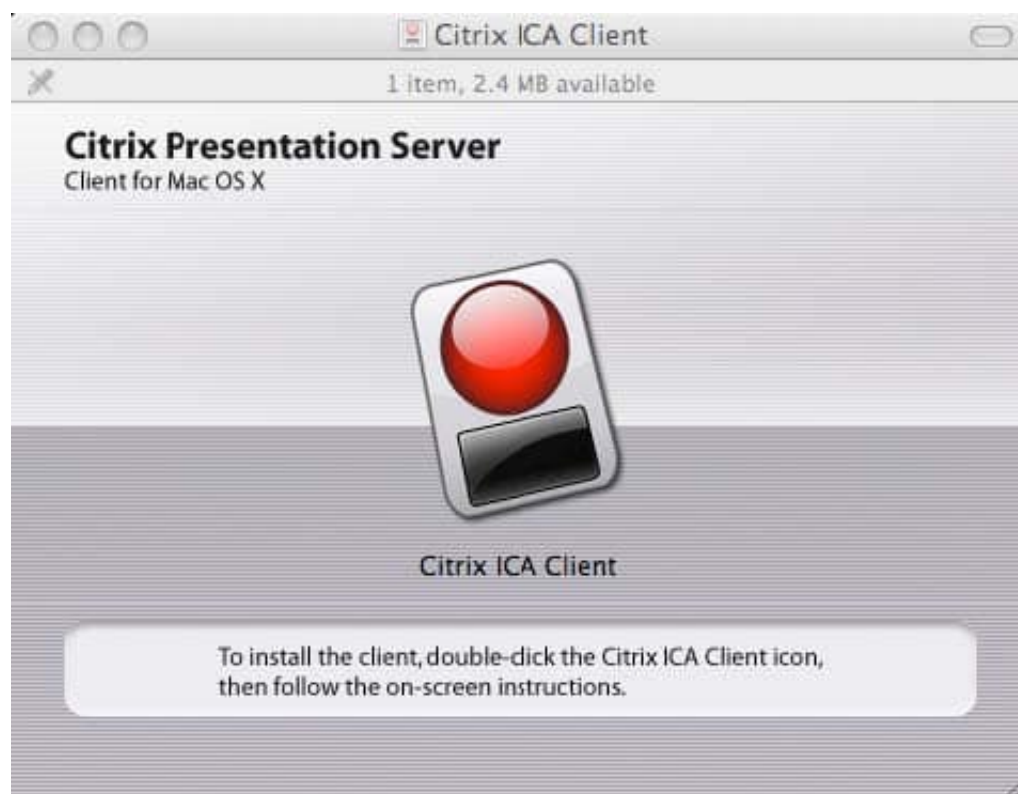 Citrix ICA Client
1 item, 2.4 MB available
Citrix Presentation Server
Client for Mac OS X
Citrix ICA Client
To install the client, double-click the Citrix ICA Client icon,
then follow the on-screen instructions.